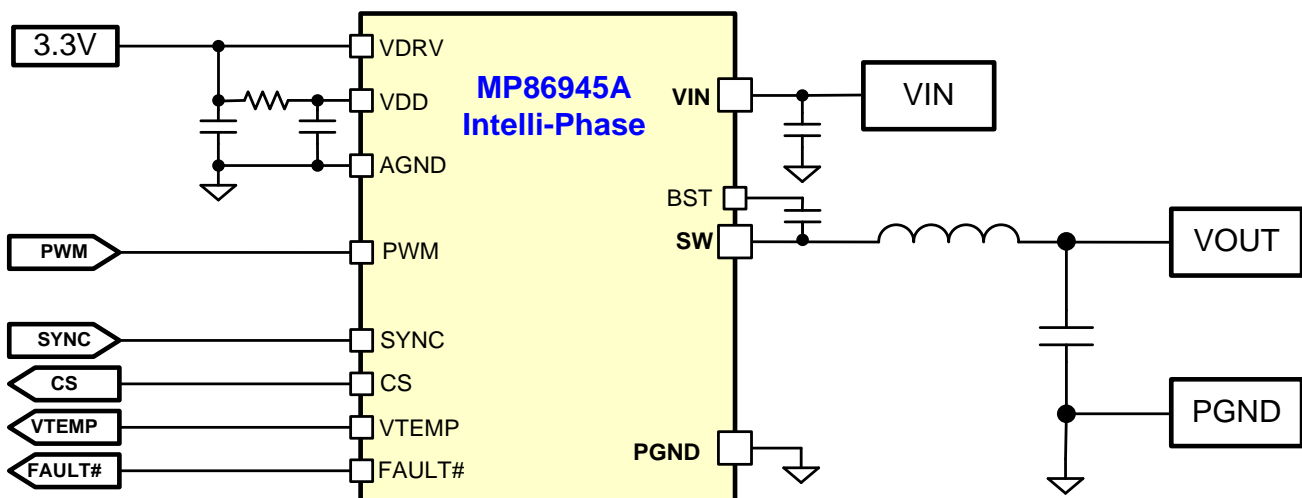 3.3V
VDRV
VDD
AGND
PWM
PWM
SYNC
SYNC
CS
CS
VTEMP
VTEMP
FAULT#
FAULT#
MP86945A
Intelli-Phase
VIN
VIN
BST
SW
VOUT
PGND
PGND